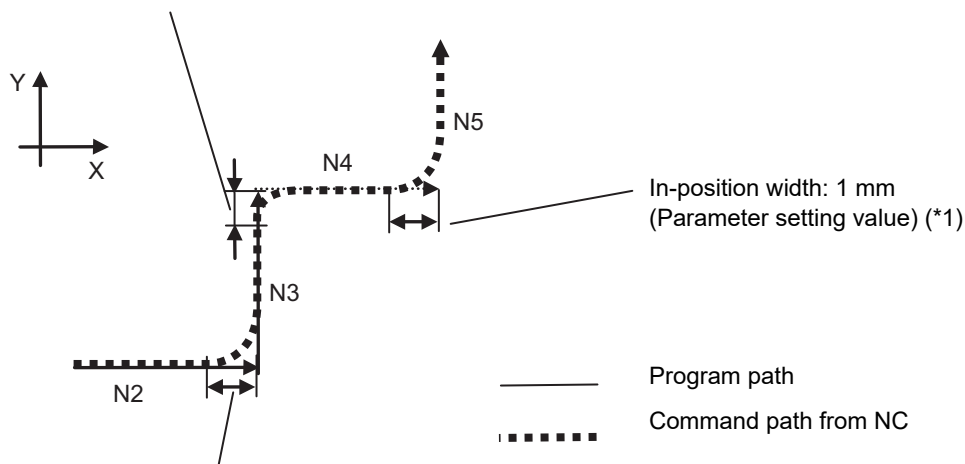 Y
X
N5
N4
In-position width: 1 mm
(Parameter setting value) (*1)
N3
N2
Program path
Command path from NC